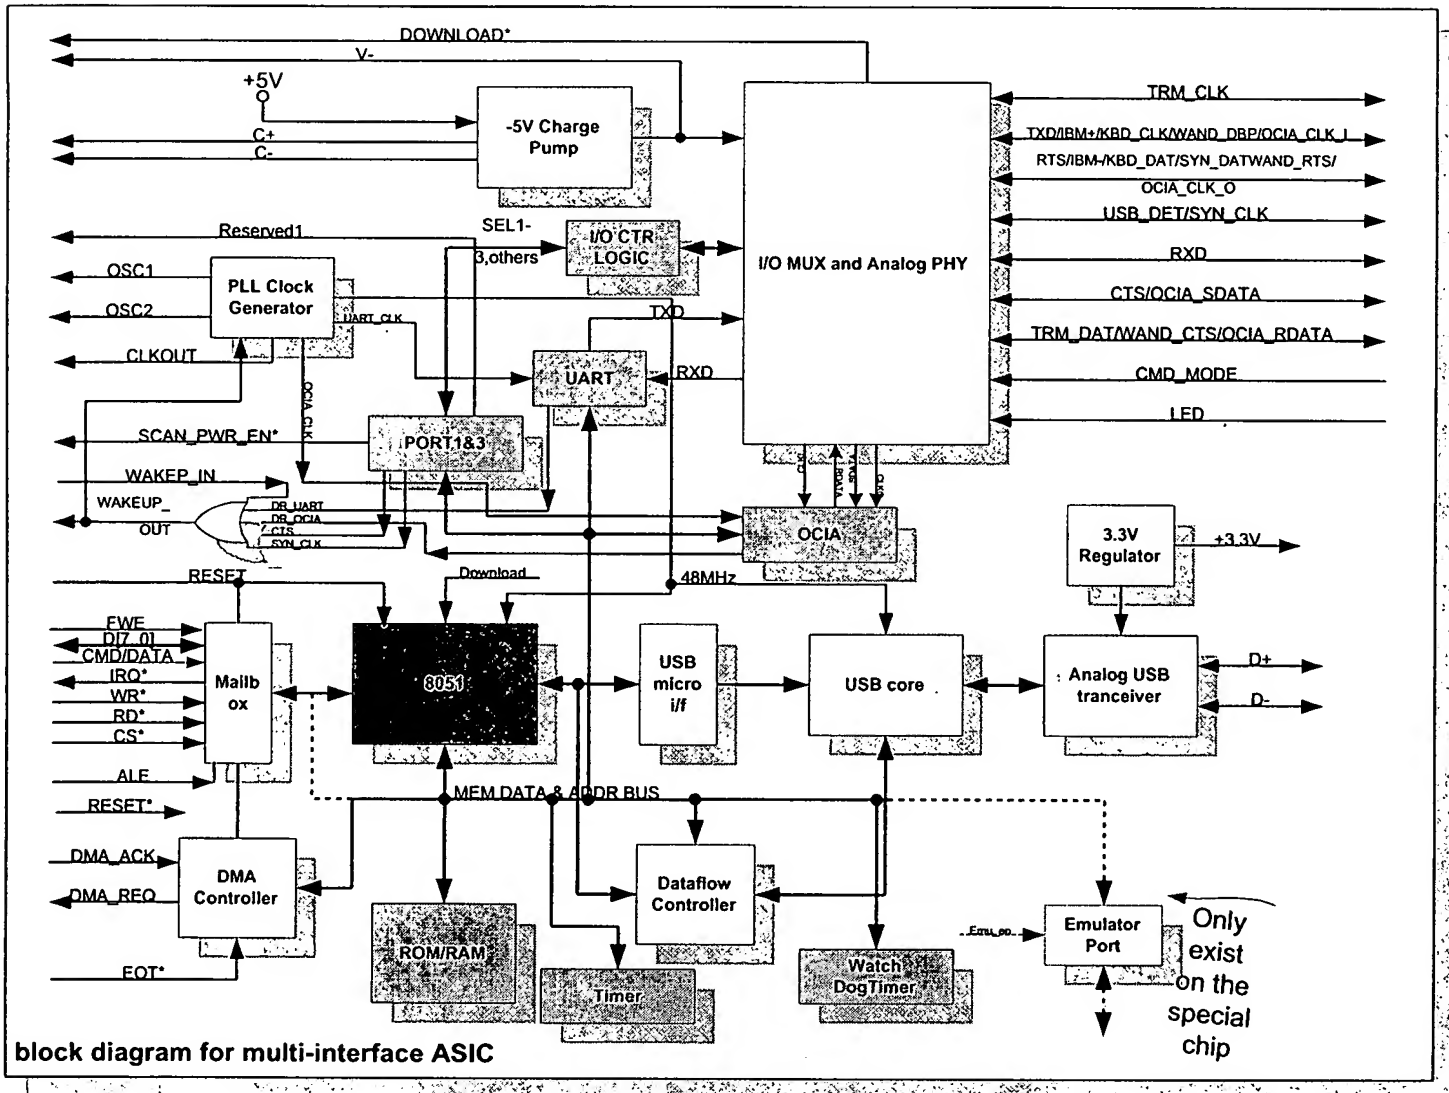 DOWNLOAD*
V-
+5V
C+
C-
-5V Charge
Pump
TRM_CLK
TXD/IBM+/KBD_CLK/WAND_DBP/OCIA_CLK_I
RTS/IBM-/KBD_DAT/SYN_DATWAND_RTS/
OCIA_CLK_O
USB_DET/SYN_CLK
RXD
CTS/OCIA_SDATA
TRM_DAT/WAND_CTS/OCIA_RDATA
CMD_MODE
LED
I/O MUX and Analog PHY
Reserved1
SEL1-
3,others
I/O CTR
LOGIC
OSC1
OSC2
PLL Clock
Generator
UART_CLK
CLKOUT
OCIA_CLK
TXD
UART
RXD
SCAN_PWR_EN*
PORT1&3
RDATA
WAKEP_IN
WAKEUP_
OUT
DR_UART
DR_OCIA
CTS
SYN_CLK
OCIA
3.3V
Regulator
+3.3V
RESET
Download
48MHz
FWE
D[7..0]
CMD/DATA
IRQ*
WR*
RD*
CS*
ALE
RESET*
Mailb
ox
8051
USB
micro
i/f
USB core
Analog USB
tranceiver
D+
D-
MEM DATA & ADDR BUS
DMA_ACK
DMA_REQ
EOT*
DMA
Controller
ROM/RAM
Timer
Dataflow
Controller
Watch
DogTimer
Emu_en
Emulator
Port
Only
exist
on the
special
chip
block diagram for multi-interface ASIC